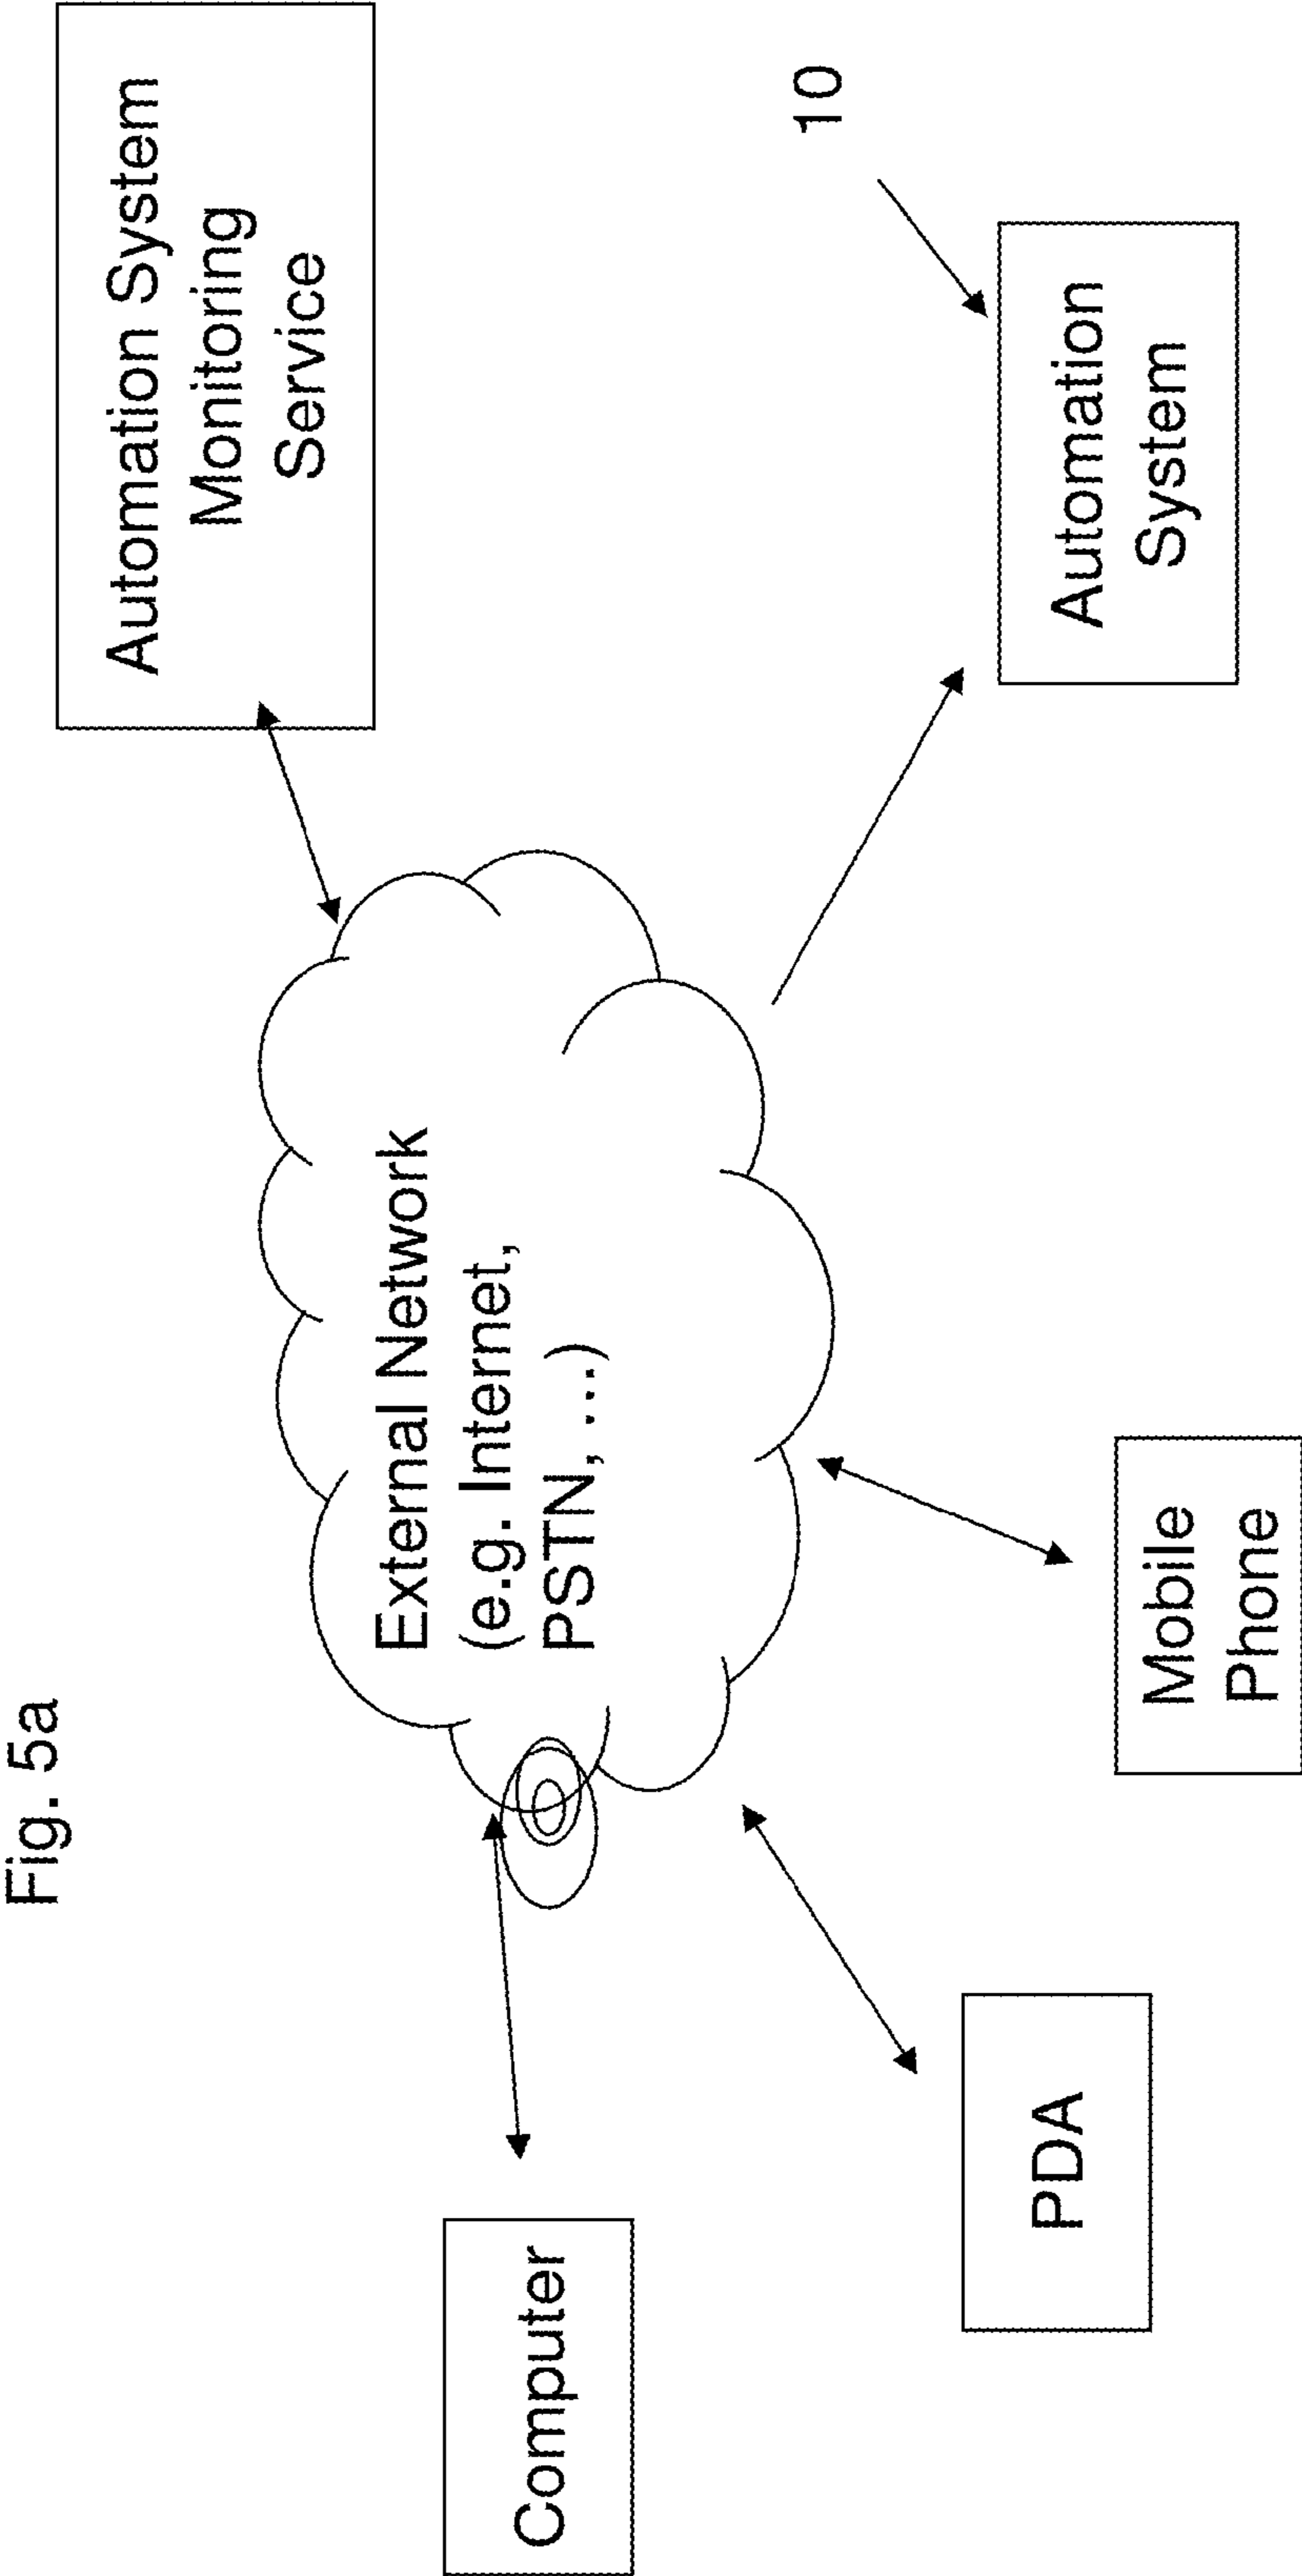 Fig. 5a
Automation System
Monitoring
Service
External Network
(e.g. Internet,
PSTN, ...)
Computer
10
Automation
System
PDA
Mobile
Phone